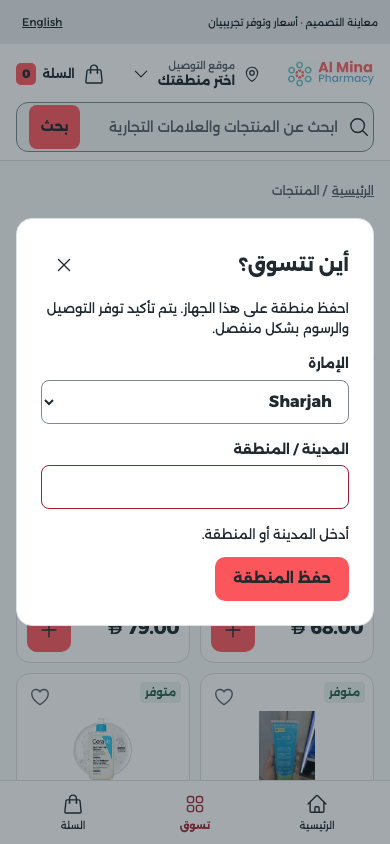 معاينة التصميم · أسعار وتوفر تجريبيان
English
Al Mina
Pharmacy
موقع التوصيل
اختر منطقتك
السلة
0
ابحث عن المنتجات والعلامات التجارية
بحث
الرئيسية / المنتجات
أين تتسوق؟
احفظ منطقة على هذا الجهاز. يتم تأكيد توفر التوصيل
والرسوم بشكل منفصل.
الإمارة
Sharjah
المدينة / المنطقة
أدخل المدينة أو المنطقة.
حفظ المنطقة
68.00
79.00
متوفر
متوفر
الرئيسية
تسوق
السلة